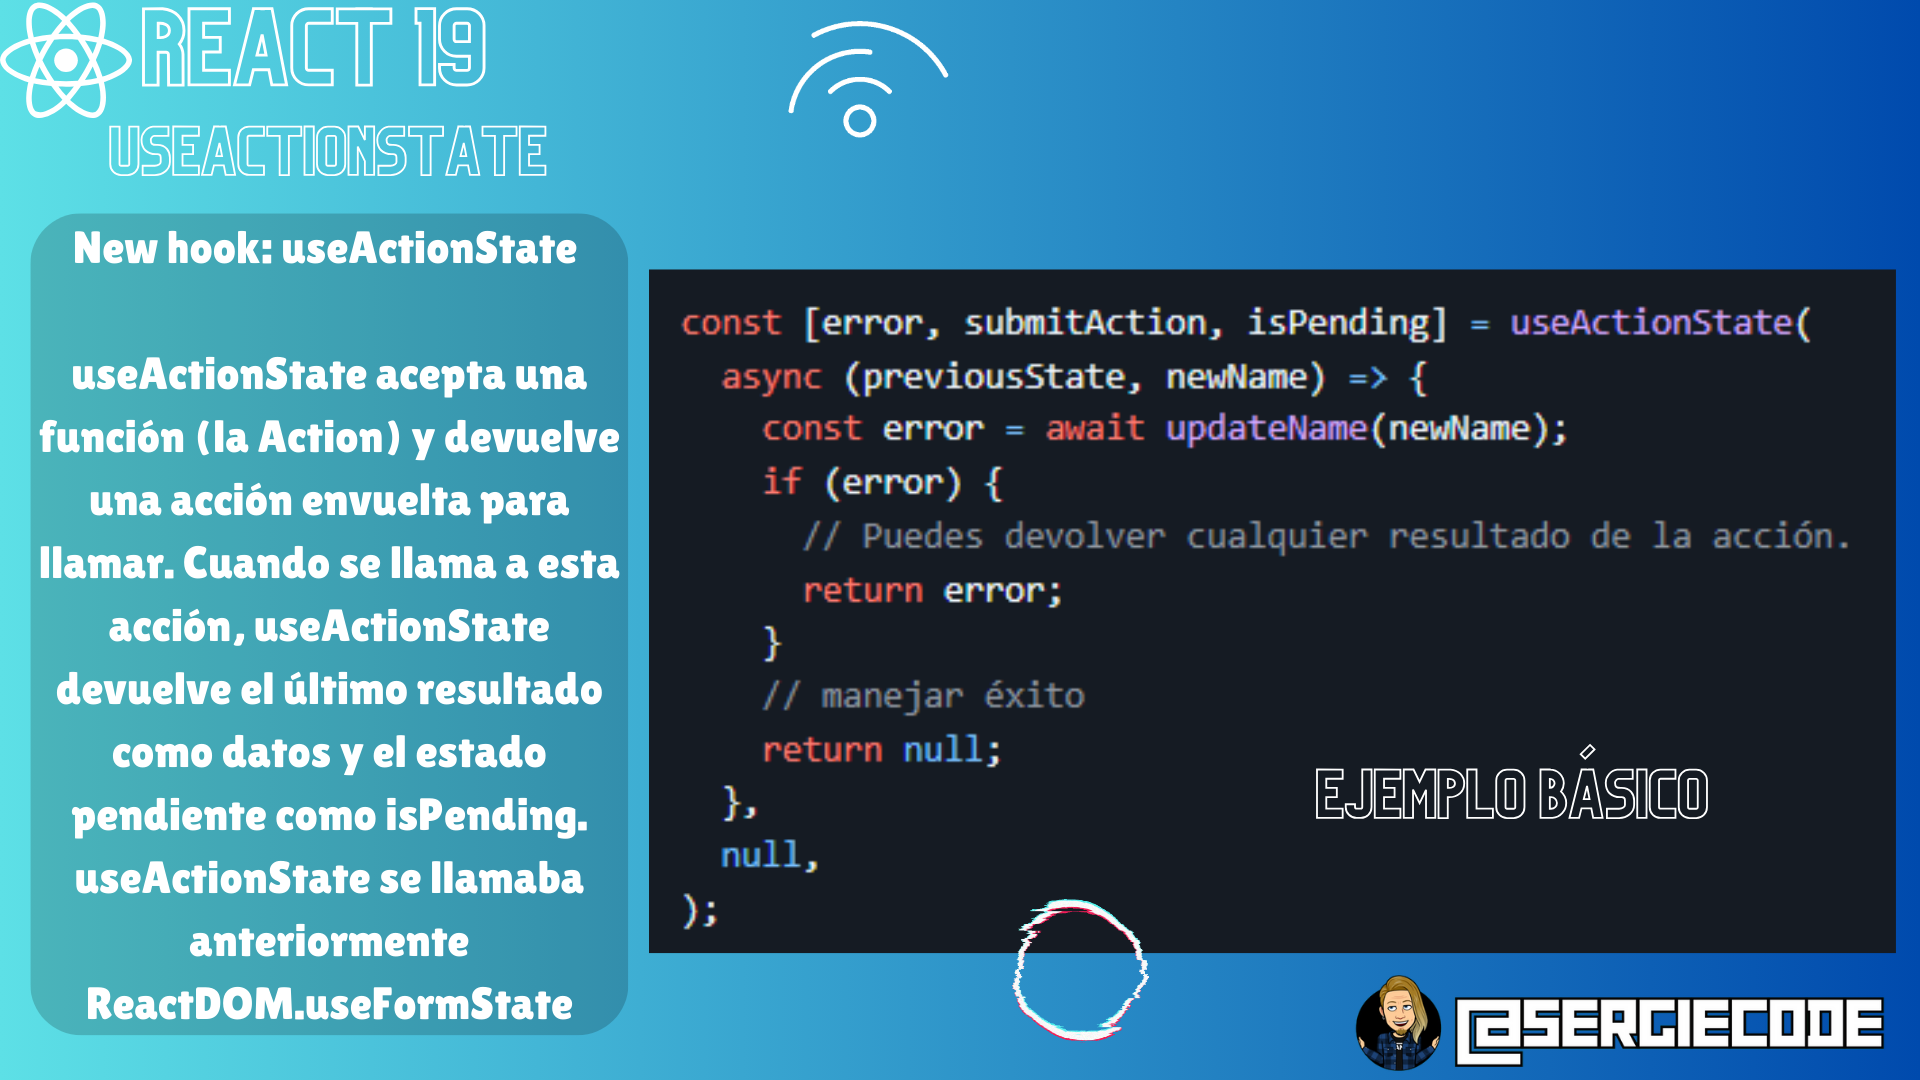 REACT 19
USEACTIONSTATE
New hook: useActionState
useActionState acepta una
función (la Action) y devuelve
una acción envuelta para
llamar. Cuando se llama a esta
acción, useActionState
devuelve el último resultado
como datos y el estado
pendiente como isPending.
useActionState se llamaba
anteriormente
ReactDOM.useFormState
const [error, submitAction, isPending] = useActionState(
async (previousState, newName) => {
const error = await updateName(newName);
if (error) {
// Puedes devolver cualquier resultado de la acción.
return error;
}
// manejar éxito
return null;
},
null,
);
EJEMPLO BÁSICO
@SERGIECODE